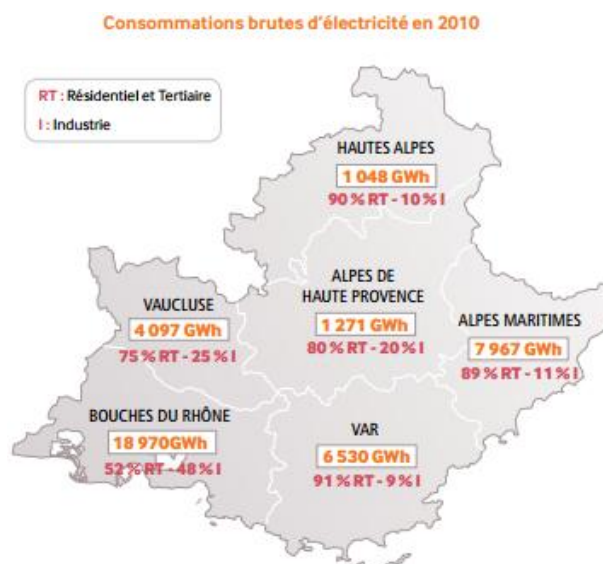 Consommations brutes d'électricité en 2010
RT : Résidentiel et Tertiaire
I : Industrie
HAUTES ALPES
1 048 GWh
90 % RT - 10 % I
ALPES DE
HAUTE PROVENCE
1 271 GWh
80 % RT - 20 % I
VAUCLUSE
4 097 GWh
75 % RT - 25 % I
ALPES MARITIMES
7 967 GWh
89 % RT - 11 % I
BOUCHES DU RHÔNE
18 970GWh
52 % RT - 48 % I
VAR
6 530 GWh
91 % RT - 9 % I